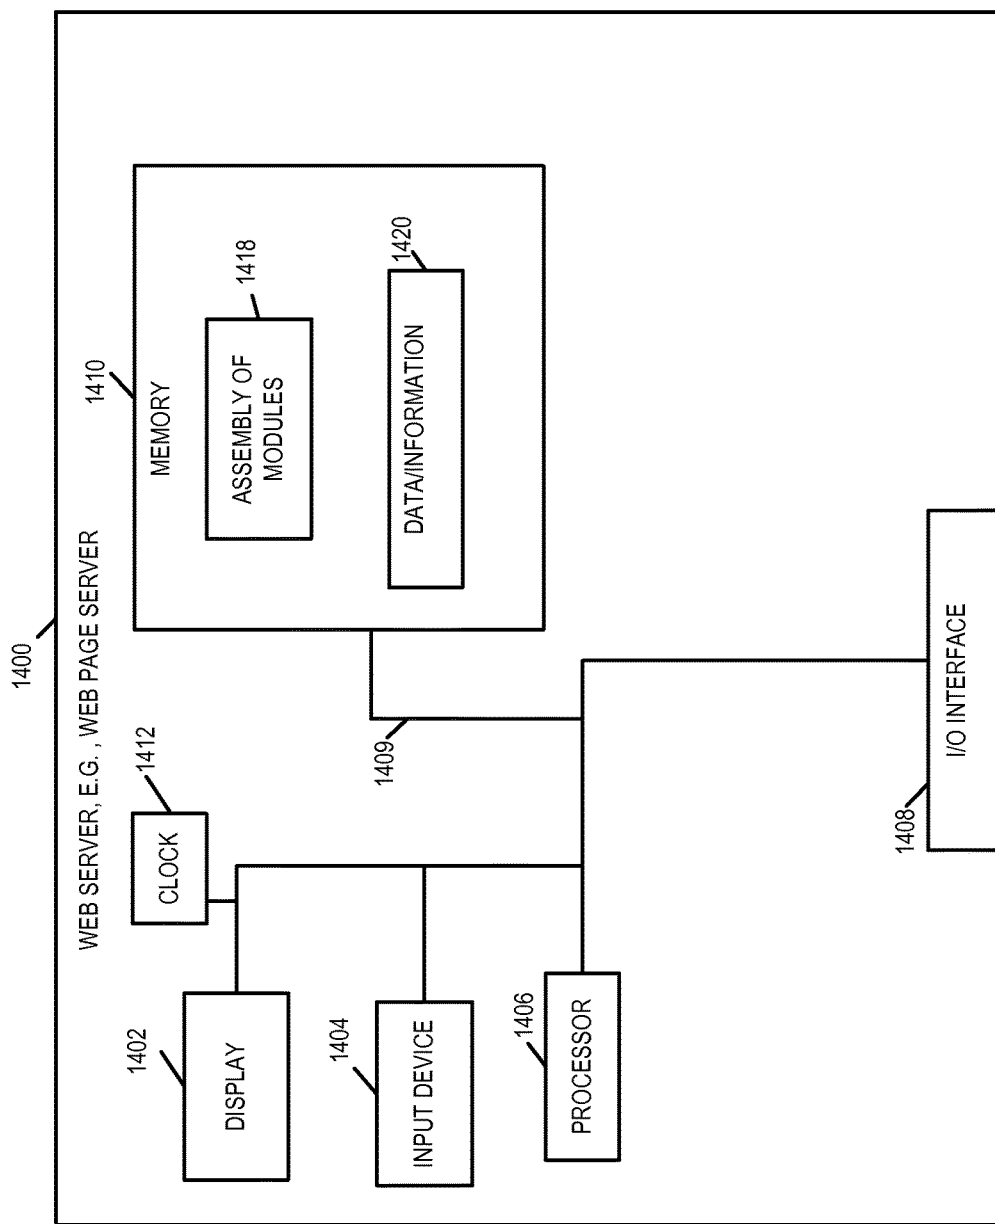 1400
WEB SERVER, E.G. , WEB PAGE SERVER
1402
DISPLAY
CLOCK
1412
1410
MEMORY
1404
INPUT DEVICE
ASSEMBLY OF
MODULES
1418
1409
DATA/INFORMATION
1420
1406
PROCESSOR
1408
I/O INTERFACE